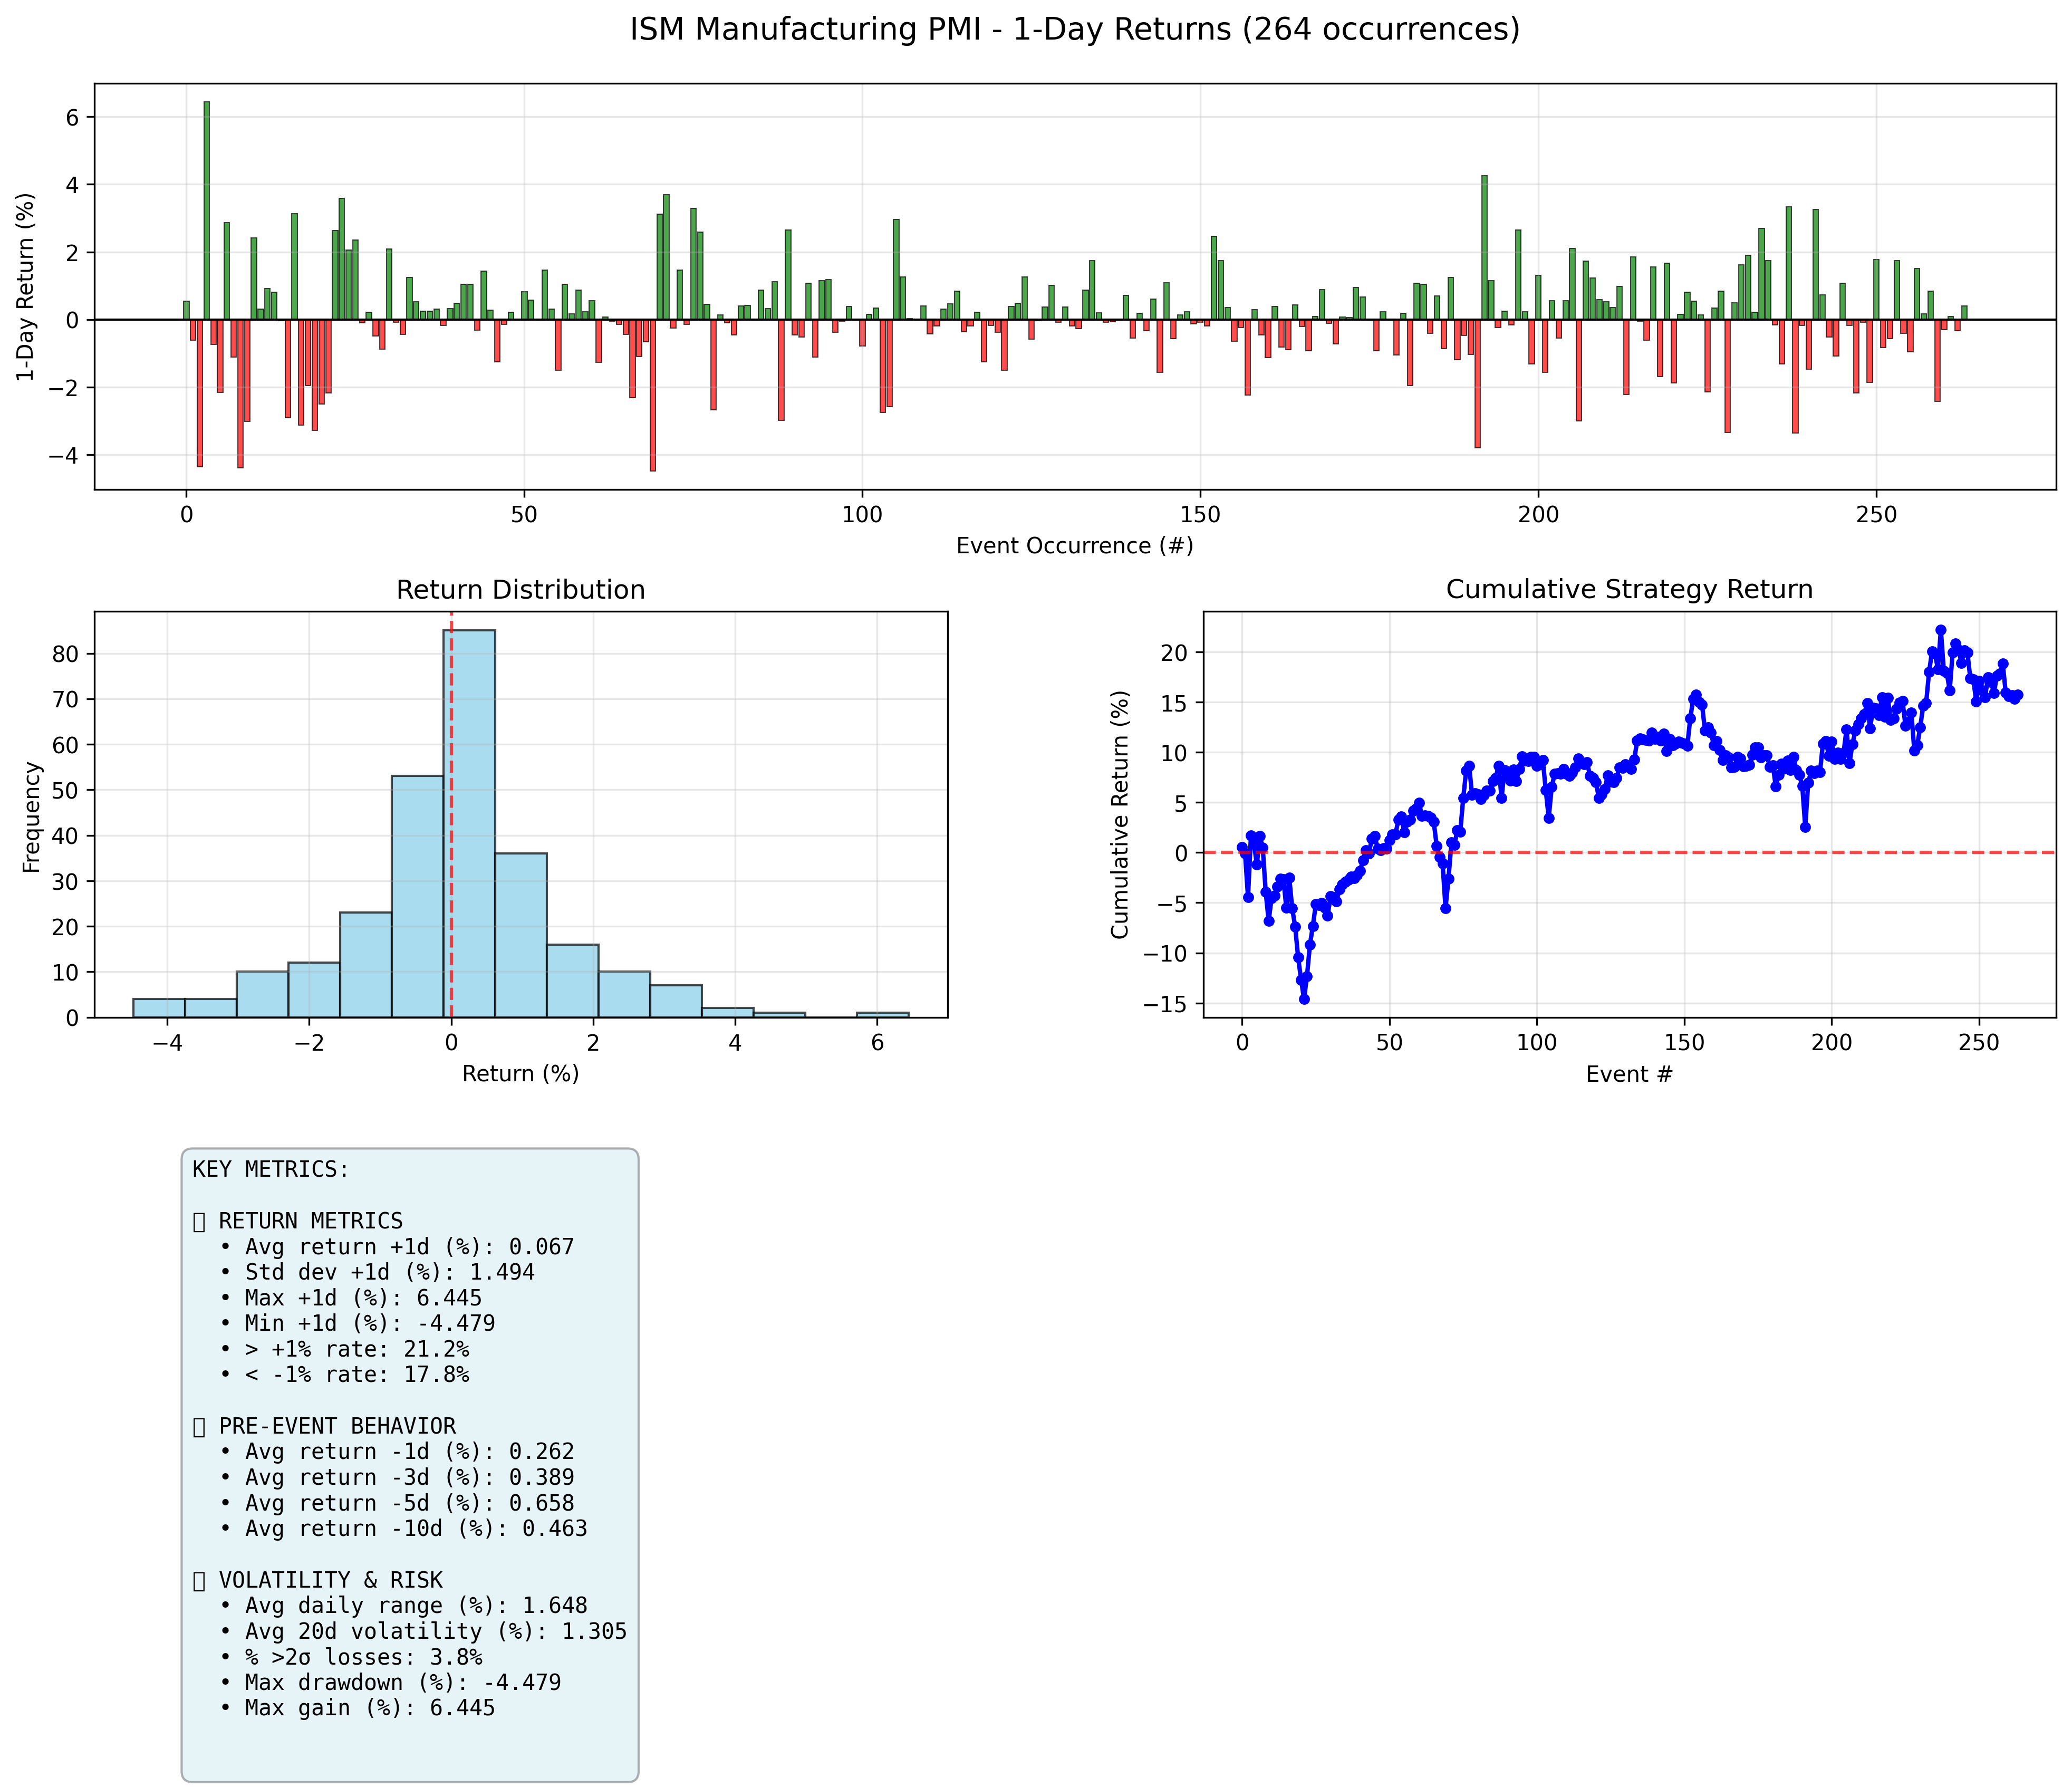 ISM Manufacturing PMI - 1-Day Returns (264 occurrences)
1-Day Return (%)
6
4
2
0
−2
−4
0 50 100 150 200 250
Event Occurrence (#)
Return Distribution
Frequency
80
70
60
50
40
30
20
10
0
−4 −2 0 2 4 6
Return (%)
Cumulative Strategy Return
Cumulative Return (%)
20
15
10
5
0
−5
−10
−15
0 50 100 150 200 250
Event #
KEY METRICS:
RETURN METRICS
• Avg return +1d (%): 0.067
• Std dev +1d (%): 1.494
• Max +1d (%): 6.445
• Min +1d (%): -4.479
• > +1% rate: 21.2%
• < -1% rate: 17.8%
PRE-EVENT BEHAVIOR
• Avg return -1d (%): 0.262
• Avg return -3d (%): 0.389
• Avg return -5d (%): 0.658
• Avg return -10d (%): 0.463
VOLATILITY & RISK
• Avg daily range (%): 1.648
• Avg 20d volatility (%): 1.305
• % >2σ losses: 3.8%
• Max drawdown (%): -4.479
• Max gain (%): 6.445